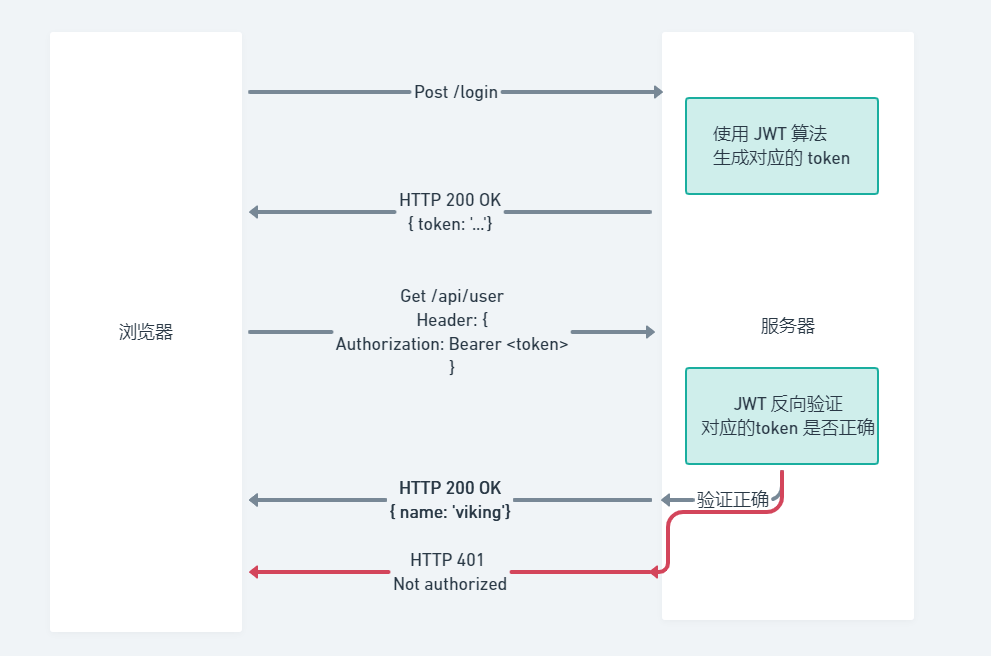 Post /login
使用 JWT 算法
生成对应的 token
HTTP 200 OK
{ token: '...'}
Get /api/user
Header: {
Authorization: Bearer <token>
}
浏览器
服务器
JWT 反向验证
对应的token 是否正确
HTTP 200 OK
{ name: 'viking'}
验证正确
HTTP 401
Not authorized